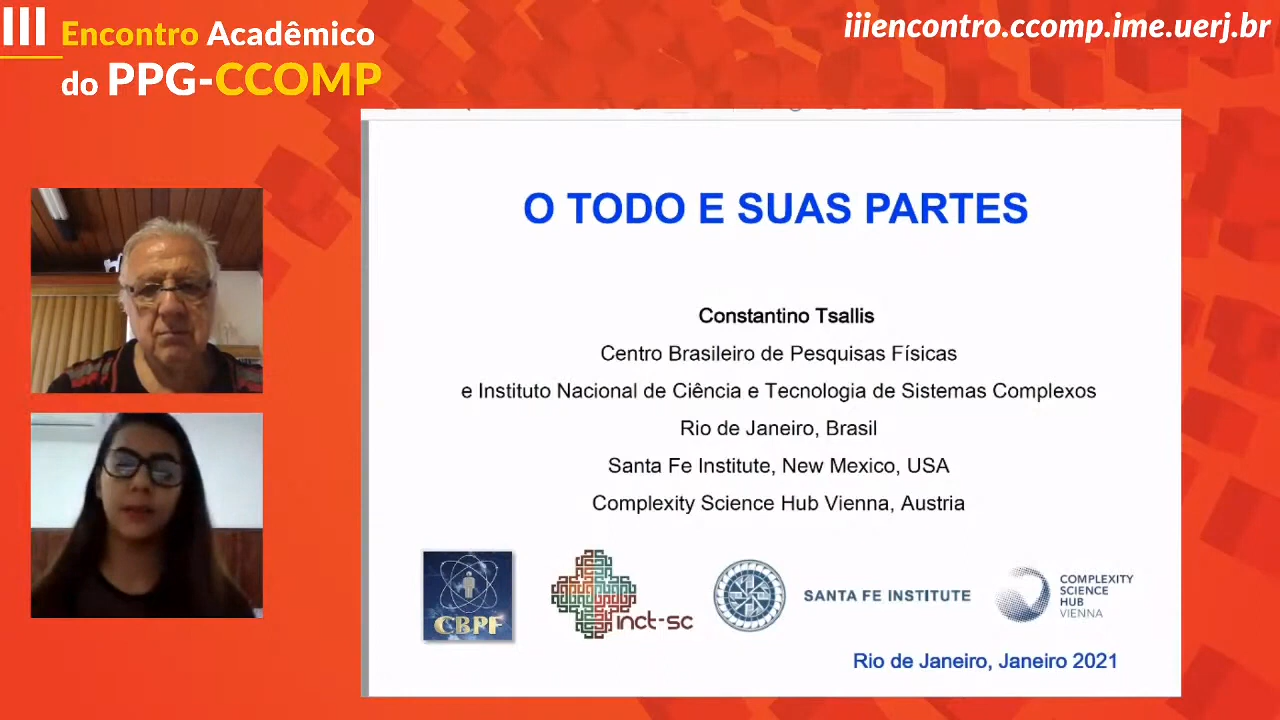 III Encontro Acadêmico
do PPG-CCOMP
iiiencontro.ccomp.ime.uerj.br
O TODO E SUAS PARTES
Constantino Tsallis
Centro Brasileiro de Pesquisas Físicas
e Instituto Nacional de Ciência e Tecnologia de Sistemas Complexos
Rio de Janeiro, Brasil
Santa Fe Institute, New Mexico, USA
Complexity Science Hub Vienna, Austria
CBPF
inct-sc
SANTA FE INSTITUTE
COMPLEXITY
SCIENCE
HUB
VIENNA
Rio de Janeiro, Janeiro 2021